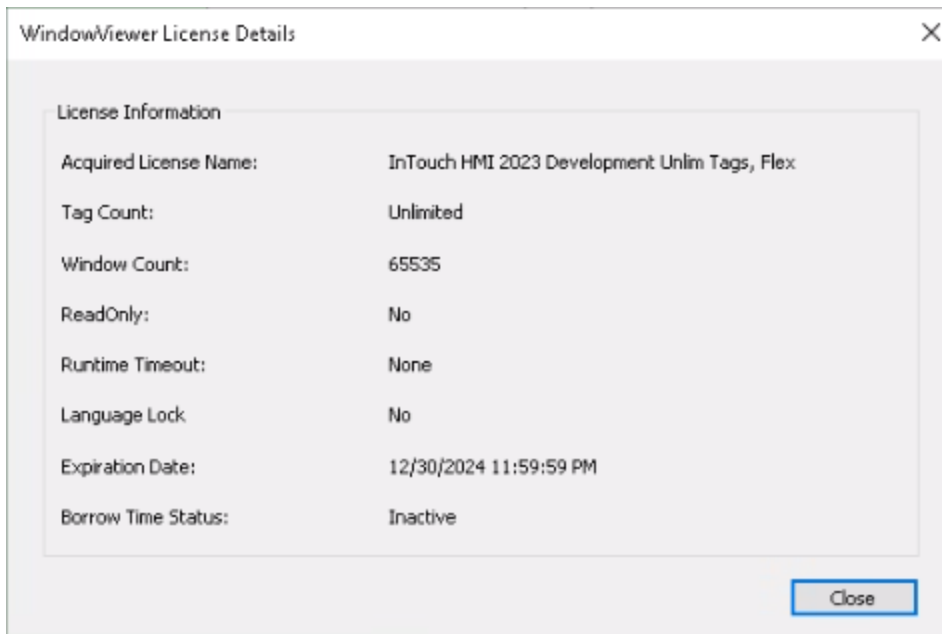 WindowViewer License Details
License Information
Acquired License Name: InTouch HMI 2023 Development Unlim Tags, Flex
Tag Count: Unlimited
Window Count: 65535
ReadOnly: No
Runtime Timeout: None
Language Lock No
Expiration Date: 12/30/2024 11:59:59 PM
Borrow Time Status: Inactive
Close